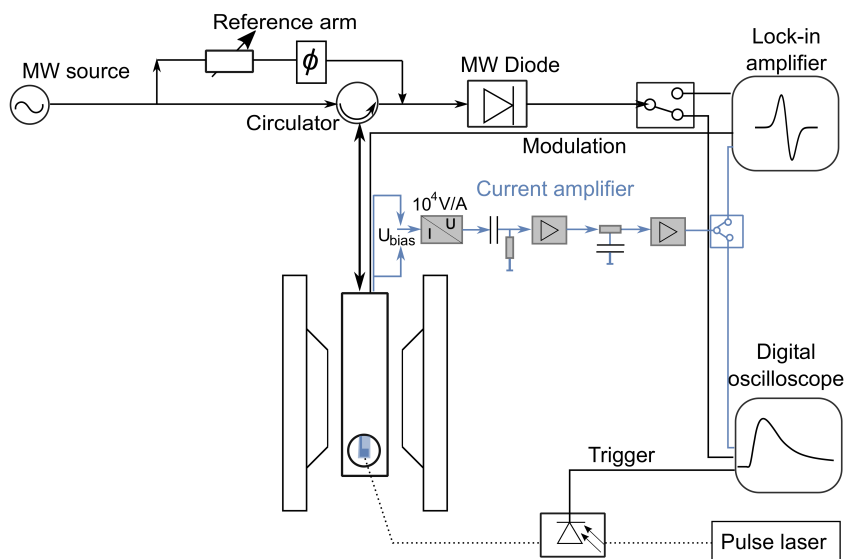 Reference arm
MW source
ϕ
MW Diode
Lock-in
amplifier
Circulator
Modulation
Current amplifier
10⁴V/A
U
I
U_bias
Digital
oscilloscope
Trigger
Pulse laser